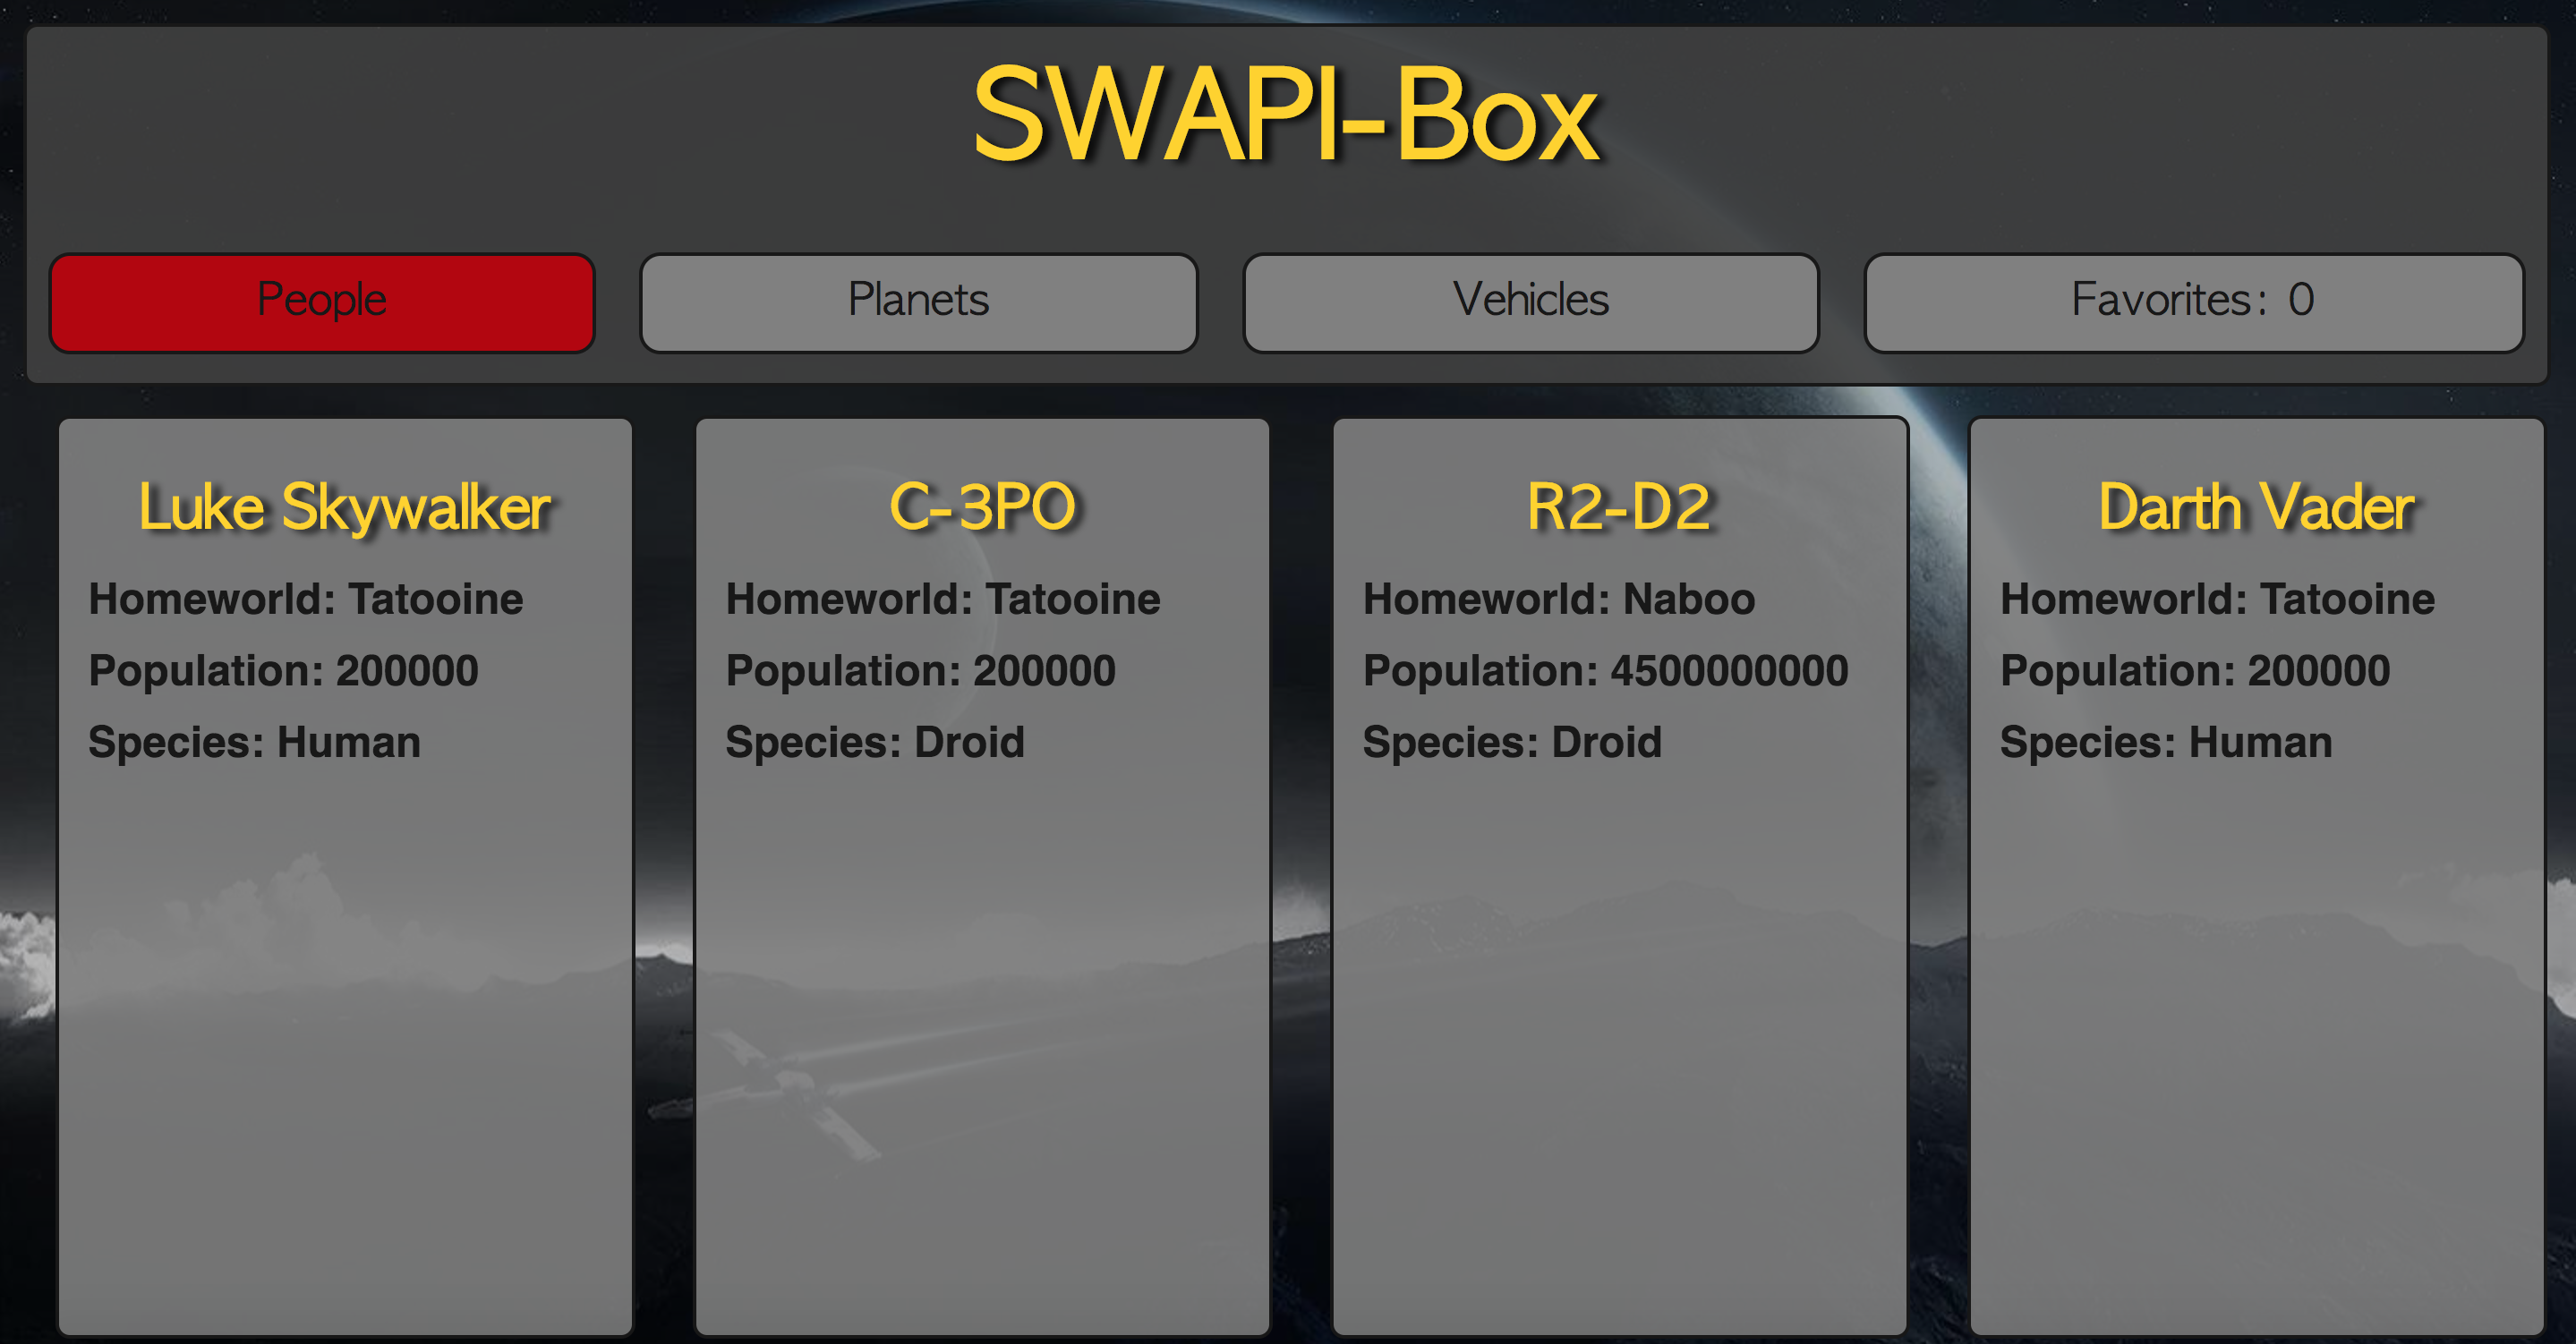 SWAPI-Box
People
Planets
Vehicles
Favorites: 0
Luke Skywalker
Homeworld: Tatooine
Population: 200000
Species: Human
C-3PO
Homeworld: Tatooine
Population: 200000
Species: Droid
R2-D2
Homeworld: Naboo
Population: 4500000000
Species: Droid
Darth Vader
Homeworld: Tatooine
Population: 200000
Species: Human